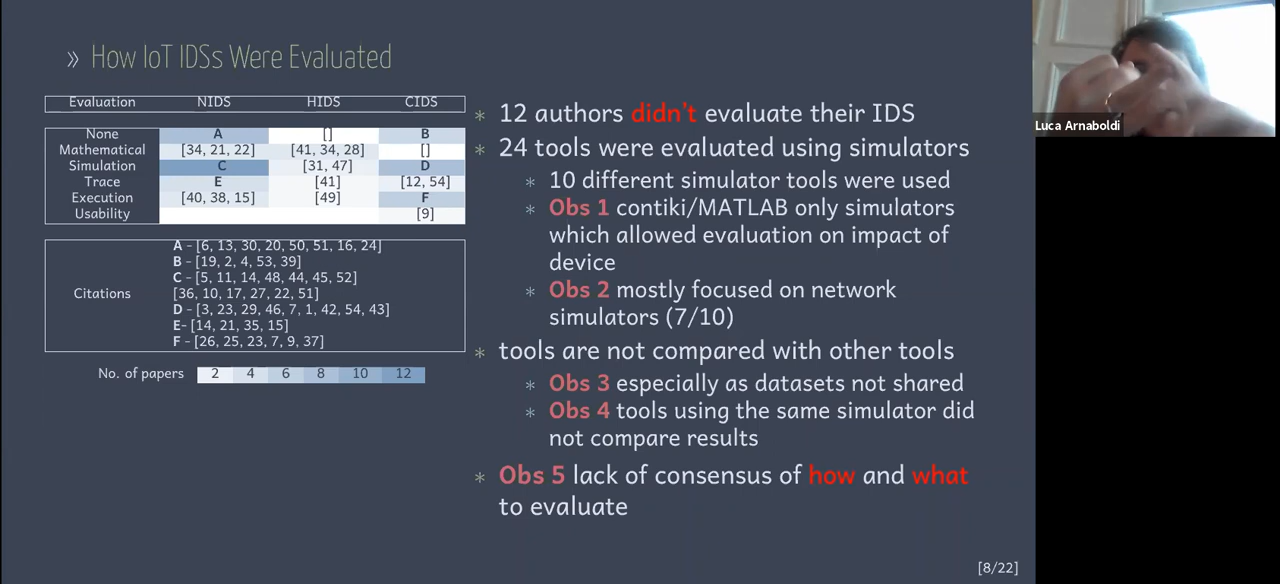 » How IoT IDSs Were Evaluated
Evaluation NIDS HIDS CIDS
None A [] B
Mathematical [34, 21, 22] [41, 34, 28] []
Simulation C [31, 47] D
Trace E [41] [12, 54]
Execution [40, 38, 15] [49] F
Usability [9]
Citations
A - [6, 13, 30, 20, 50, 51, 16, 24]
B - [19, 2, 4, 53, 39]
C - [5, 11, 14, 48, 44, 45, 52]
[36, 10, 17, 27, 22, 51]
D - [3, 23, 29, 46, 7, 1, 42, 54, 43]
E- [14, 21, 35, 15]
F - [26, 25, 23, 7, 9, 37]
No. of papers 2 4 6 8 10 12
* 12 authors didn't evaluate their IDS
* 24 tools were evaluated using simulators
* 10 different simulator tools were used
* Obs 1 contiki/MATLAB only simulators
which allowed evaluation on impact of
device
* Obs 2 mostly focused on network
simulators (7/10)
* tools are not compared with other tools
* Obs 3 especially as datasets not shared
* Obs 4 tools using the same simulator did
not compare results
* Obs 5 lack of consensus of how and what
to evaluate
[8/22]
Luca Arnaboldi